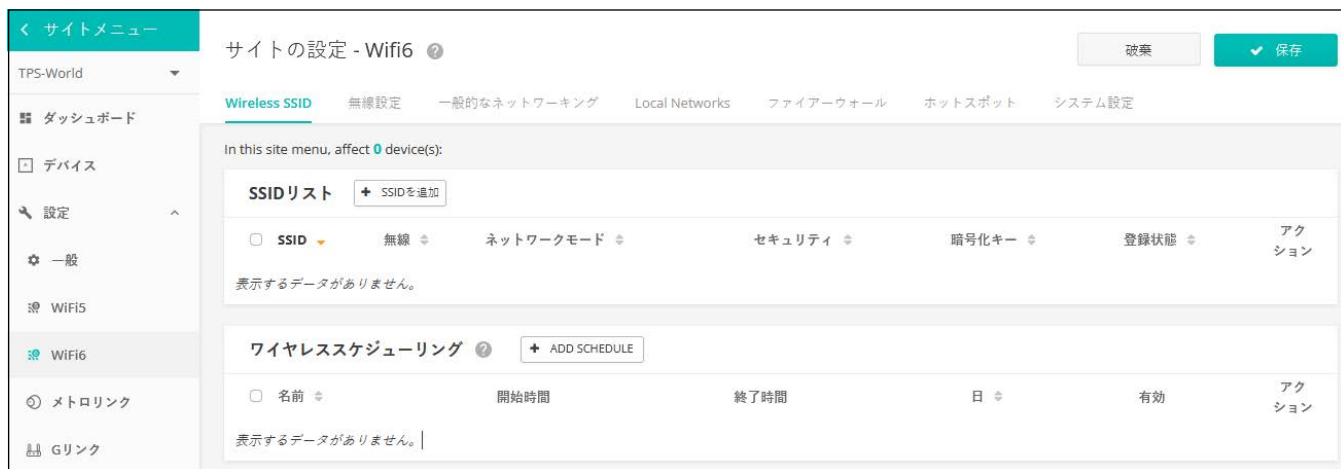 サイトメニュー
TPS-World
ダッシュボード
デバイス
設定
一般
WiFi5
WiFi6
メトロリンク
Gリンク
サイトの設定 - Wifi6
破棄
保存
Wireless SSID 無線設定 一般的なネットワーキング Local Networks ファイアーウォール ホットスポット システム設定
In this site menu, affect 0 device(s):
SSIDリスト + SSIDを追加
SSID 無線 ネットワークモード セキュリティ 暗号化キー 登録状態 アク
ション
表示するデータがありません。
ワイヤレススケジューリング + ADD SCHEDULE
名前 開始時間 終了時間 日 有効 アク
ション
表示するデータがありません。